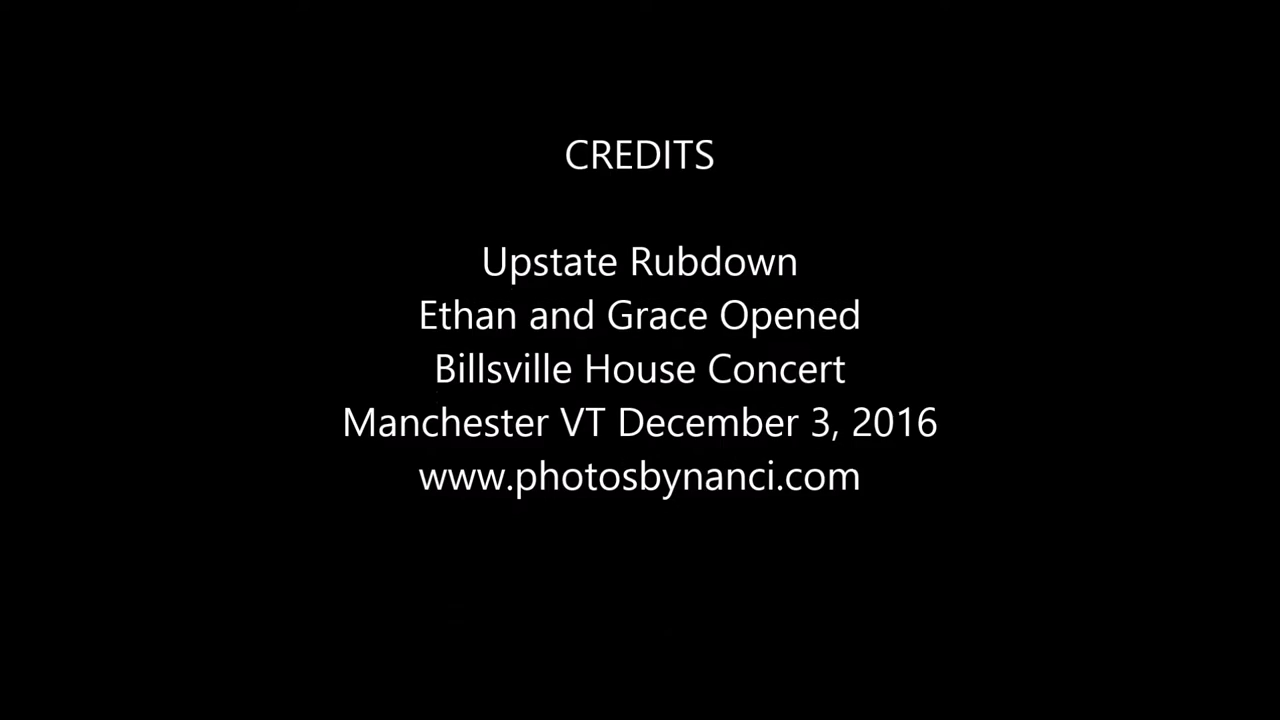 CREDITS
Upstate Rubdown
Ethan and Grace Opened
Billsville House Concert
Manchester VT December 3, 2016
www.photosbynanci.com